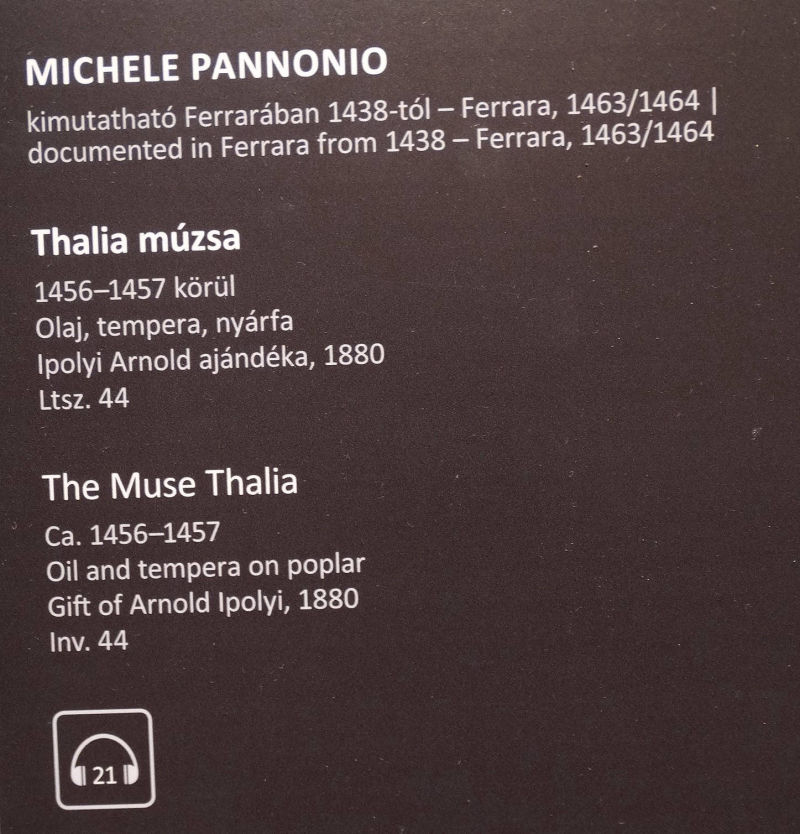 MICHELE PANNONIO
kimutatható Ferrarában 1438-tól – Ferrara, 1463/1464 |
documented in Ferrara from 1438 – Ferrara, 1463/1464
Thalia múzsa
1456–1457 körül
Olaj, tempera, nyárfa
Ipolyi Arnold ajándéka, 1880
Ltsz. 44
The Muse Thalia
Ca. 1456–1457
Oil and tempera on poplar
Gift of Arnold Ipolyi, 1880
Inv. 44
21